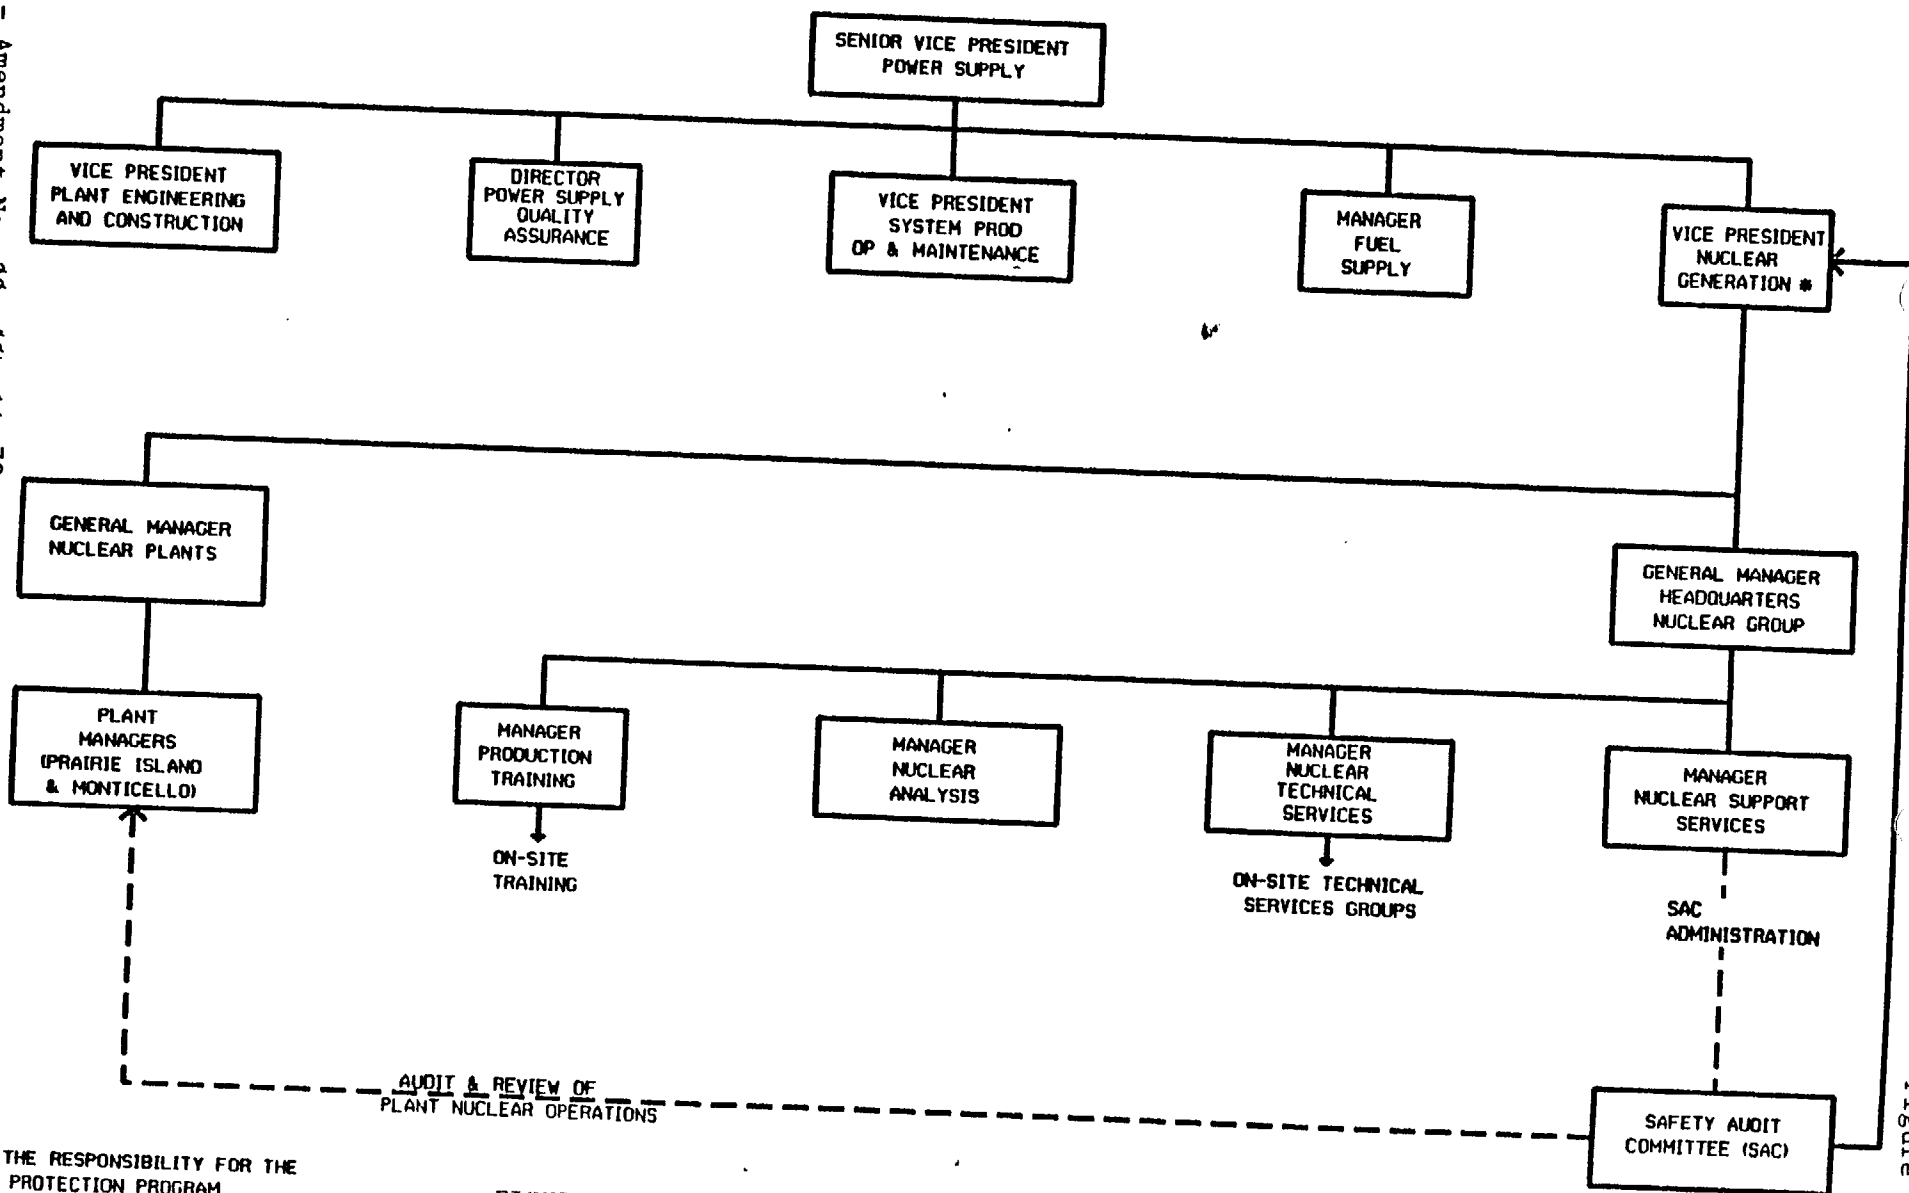 SENIOR VICE PRESIDENT
POWER SUPPLY
VICE PRESIDENT
PLANT ENGINEERING
AND CONSTRUCTION
DIRECTOR
POWER SUPPLY
QUALITY
ASSURANCE
VICE PRESIDENT
SYSTEM PROD
OP & MAINTENANCE
MANAGER
FUEL
SUPPLY
VICE PRESIDENT
NUCLEAR
GENERATION *
GENERAL MANAGER
NUCLEAR PLANTS
GENERAL MANAGER
HEADQUARTERS
NUCLEAR GROUP
PLANT
MANAGERS
(PRAIRIE ISLAND
& MONTICELLO)
MANAGER
PRODUCTION
TRAINING
MANAGER
NUCLEAR
ANALYSIS
MANAGER
NUCLEAR
TECHNICAL
SERVICES
MANAGER
NUCLEAR SUPPORT
SERVICES
ON-SITE
TRAINING
ON-SITE TECHNICAL
SERVICES GROUPS
SAC
ADMINISTRATION
AUDIT & REVIEW OF
PLANT NUCLEAR OPERATIONS
SAFETY AUDIT
COMMITTEE (SAC)
THE RESPONSIBILITY FOR THE
PROTECTION PROGRAM